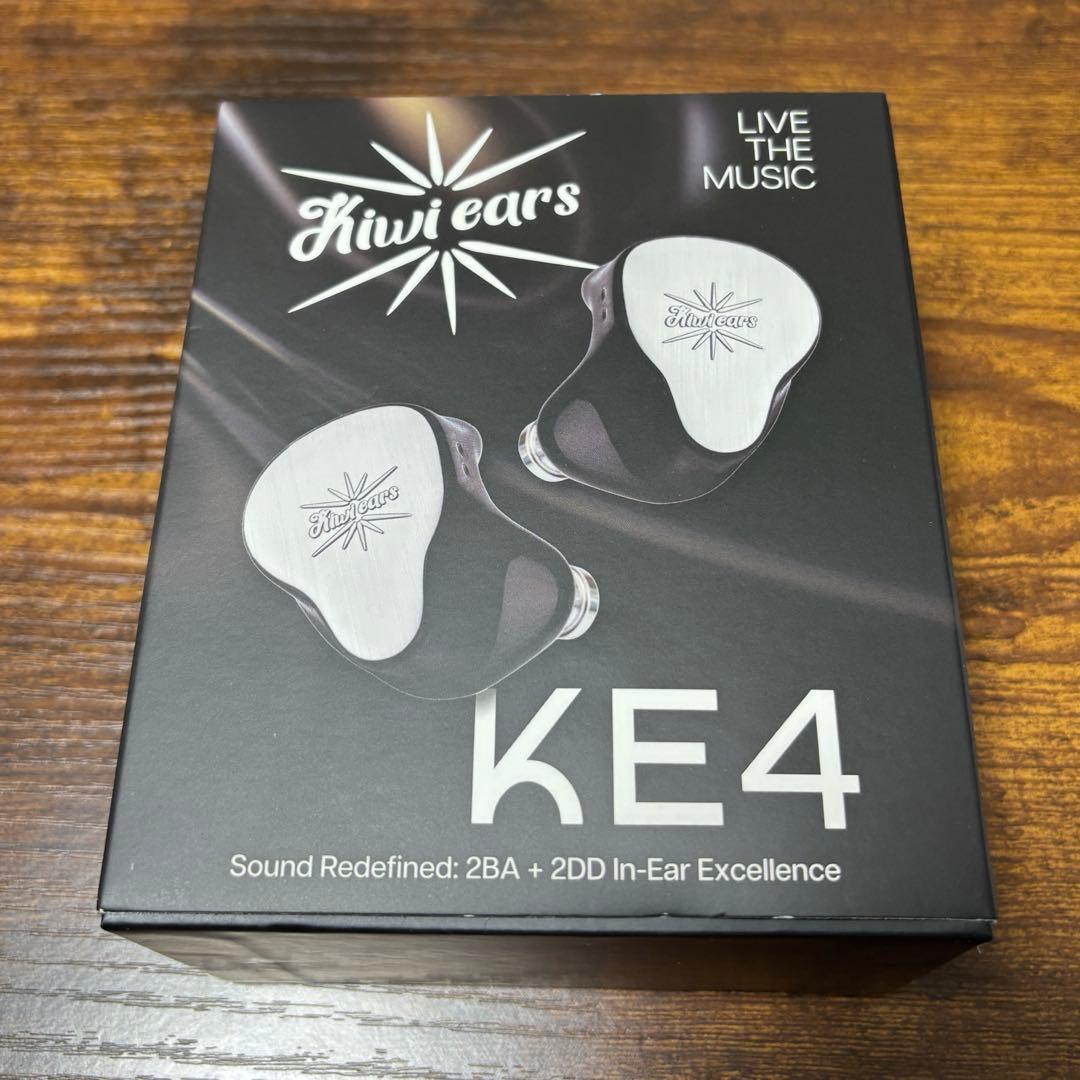 Kiwi ears
LIVE
THE
MUSIC
Kiwi ears
Kiwi ears
KE4
Sound Redefined: 2BA + 2DD In-Ear Excellence